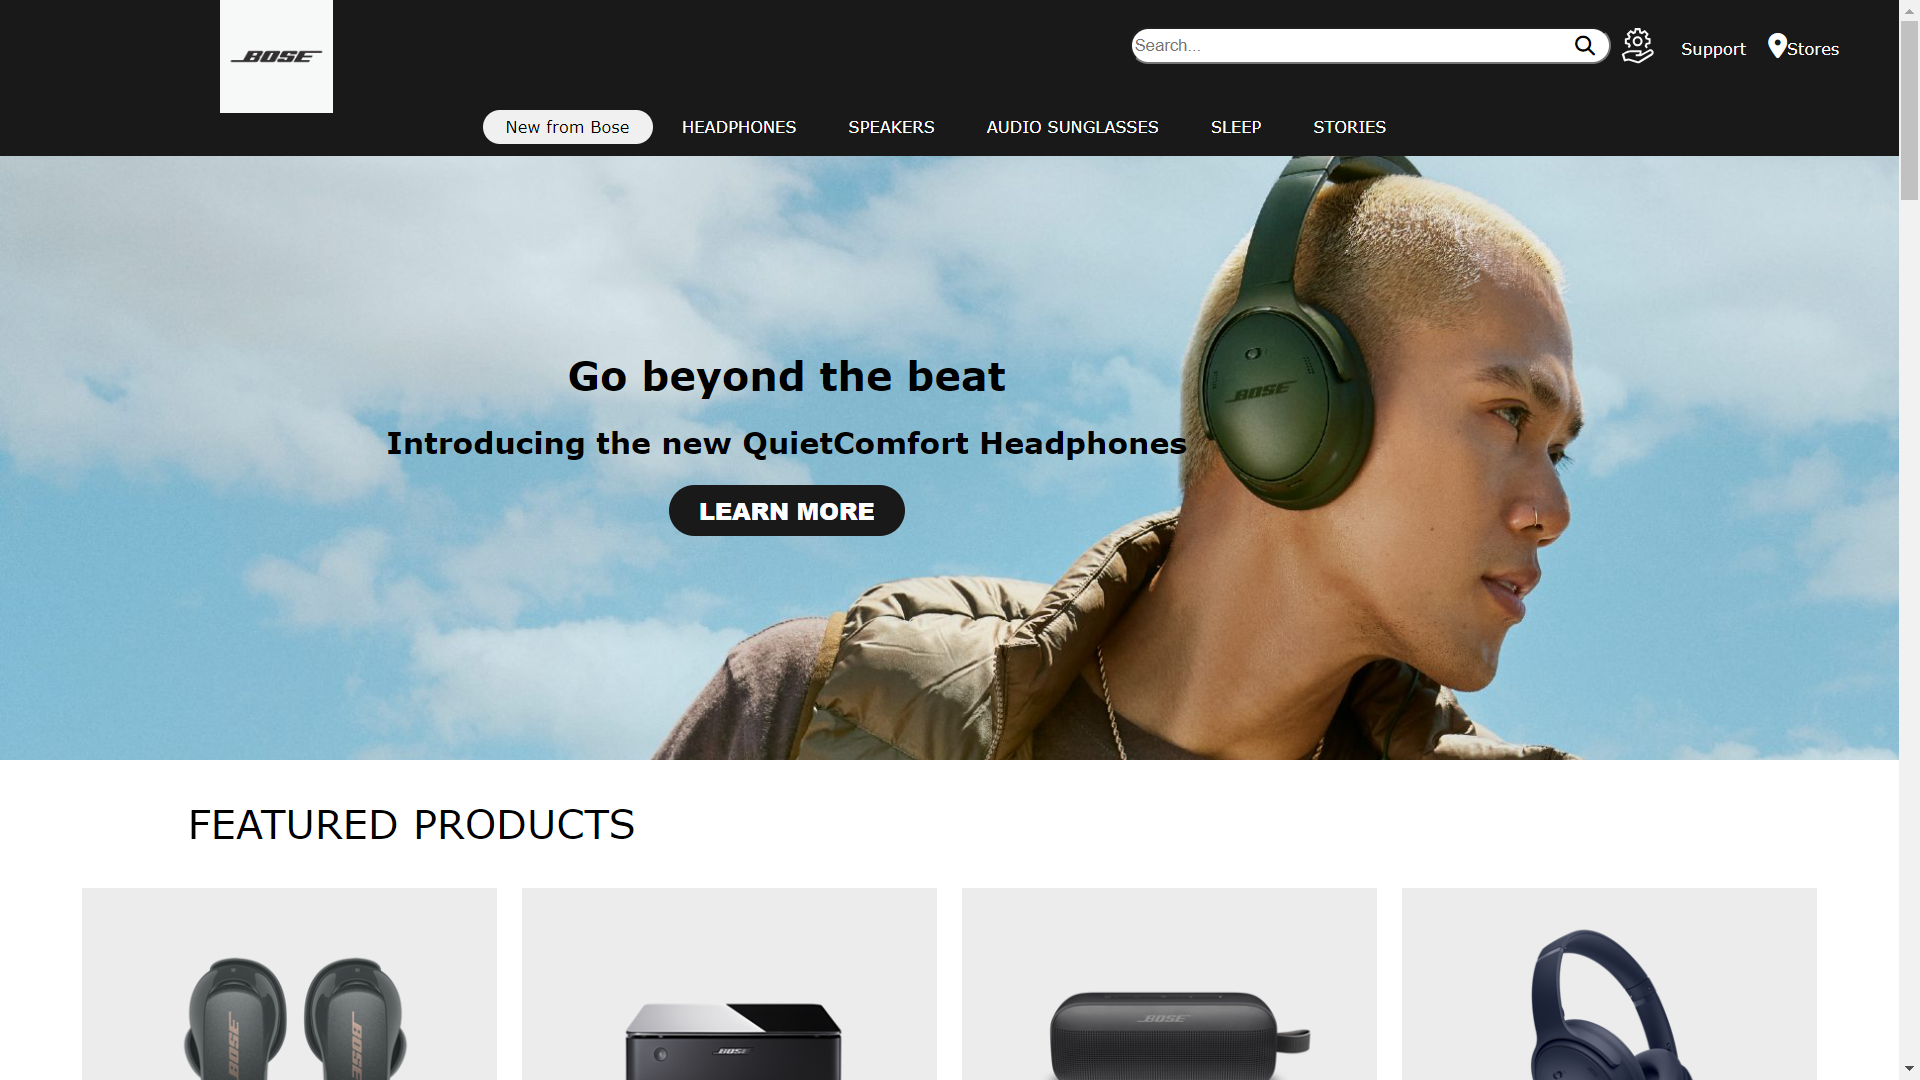 BOSE
Search...
Support
Stores
New from Bose
HEADPHONES
SPEAKERS
AUDIO SUNGLASSES
SLEEP
STORIES
Go beyond the beat
BOSE
Introducing the new QuietComfort Headphones
LEARN MORE
FEATURED PRODUCTS
BOSE
BOSE
BOSE
BOSE